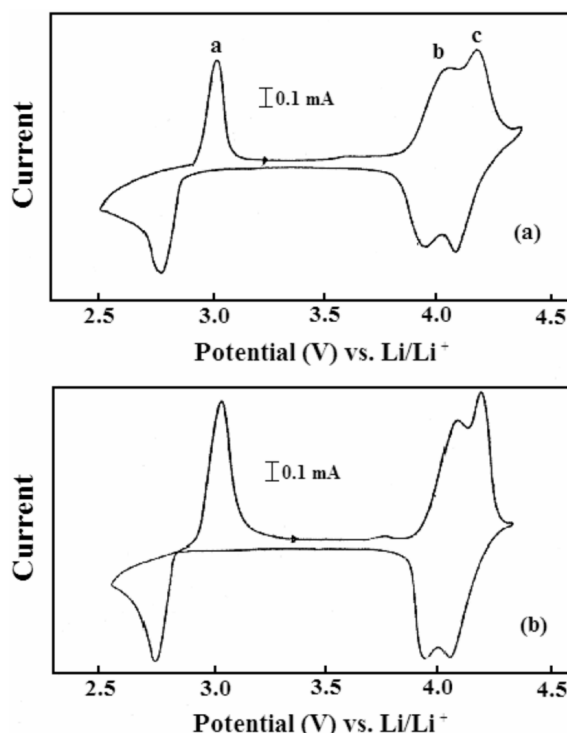 a
b
c
0.1 mA
Current
(a)
2.5 3.0 3.5 4.0 4.5
Potential (V) vs. Li/Li⁺
0.1 mA
Current
(b)
2.5 3.0 3.5 4.0 4.5
Potential (V) vs. Li/Li⁺